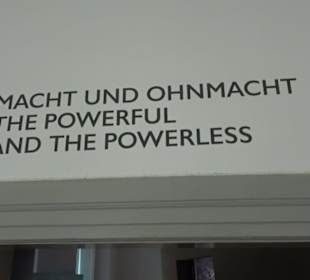 MACHT UND OHNMACHT
THE POWERFUL
AND THE POWERLESS